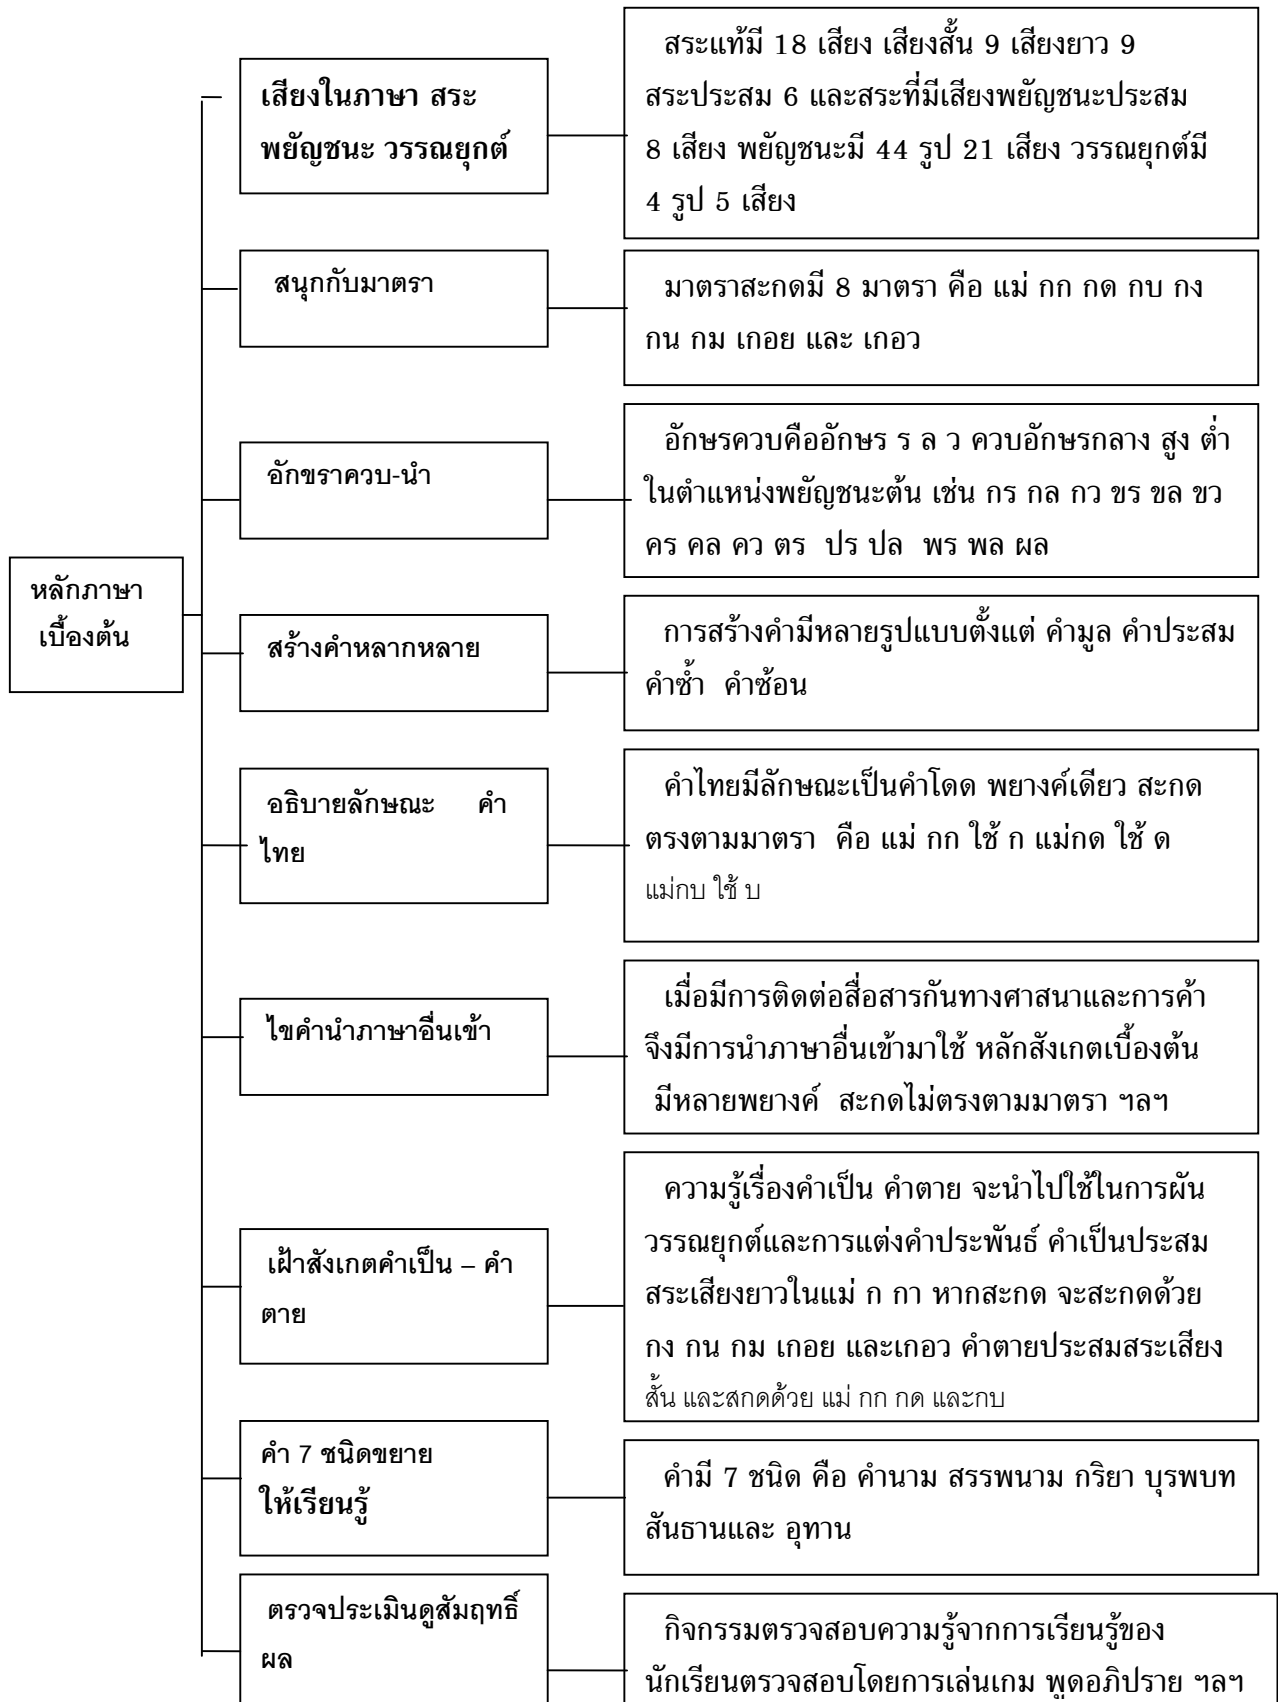 หลักภาษา
เบื้องต้น
เสียงในภาษา สระ
พยัญชนะ วรรณยุกต์
สระแท้มี 18 เสียง เสียงสั้น 9 เสียงยาว 9
สระประสม 6 และสระที่มีเสียงพยัญชนะประสม
8 เสียง พยัญชนะมี 44 รูป 21 เสียง วรรณยุกต์มี
4 รูป 5 เสียง
สนุกกับมาตรา
มาตราสะกดมี 8 มาตรา คือ แม่ กก กด กบ กง
กน กม เกอย และ เกอว
อักขราควบ-นำ
อักษรควบคืออักษร ร ล ว ควบอักษรกลาง สูง ต่ำ
ในตำแหน่งพยัญชนะต้น เช่น กร กล กว ขร ขล ขว
คร คล คว ตร ปร ปล พร พล ผล
สร้างคำหลากหลาย
การสร้างคำมีหลายรูปแบบตั้งแต่ คำมูล คำประสม
คำซ้ำ คำซ้อน
อธิบายลักษณะ คำ
ไทย
คำไทยมีลักษณะเป็นคำโดด พยางค์เดียว สะกด
ตรงตามมาตรา คือ แม่ กก ใช้ ก แม่กด ใช้ ด
แม่กบ ใช้ บ
ไขคำนำภาษาอื่นเข้า
เมื่อมีการติดต่อสื่อสารกันทางศาสนาและการค้า
จึงมีการนำภาษาอื่นเข้ามาใช้ หลักสังเกตเบื้องต้น
มีหลายพยางค์ สะกดไม่ตรงตามมาตรา ฯลฯ
เฝ้าสังเกตคำเป็น – คำ
ตาย
ความรู้เรื่องคำเป็น คำตาย จะนำไปใช้ในการผัน
วรรณยุกต์และการแต่งคำประพันธ์ คำเป็นประสม
สระเสียงยาวในแม่ ก กา หากสะกด จะสะกดด้วย
กง กน กม เกอย และเกอว คำตายประสมสระเสียง
สั้น และสกดด้วย แม่ กก กด และกบ
คำ 7 ชนิดขยาย
ให้เรียนรู้
คำมี 7 ชนิด คือ คำนาม สรรพนาม กริยา บุรพบท
สันธานและ อุทาน
ตรวจประเมินดูสัมฤทธิ์
ผล
กิจกรรมตรวจสอบความรู้จากการเรียนรู้ของ
นักเรียนตรวจสอบโดยการเล่นเกม พูดอภิปราย ฯลฯ